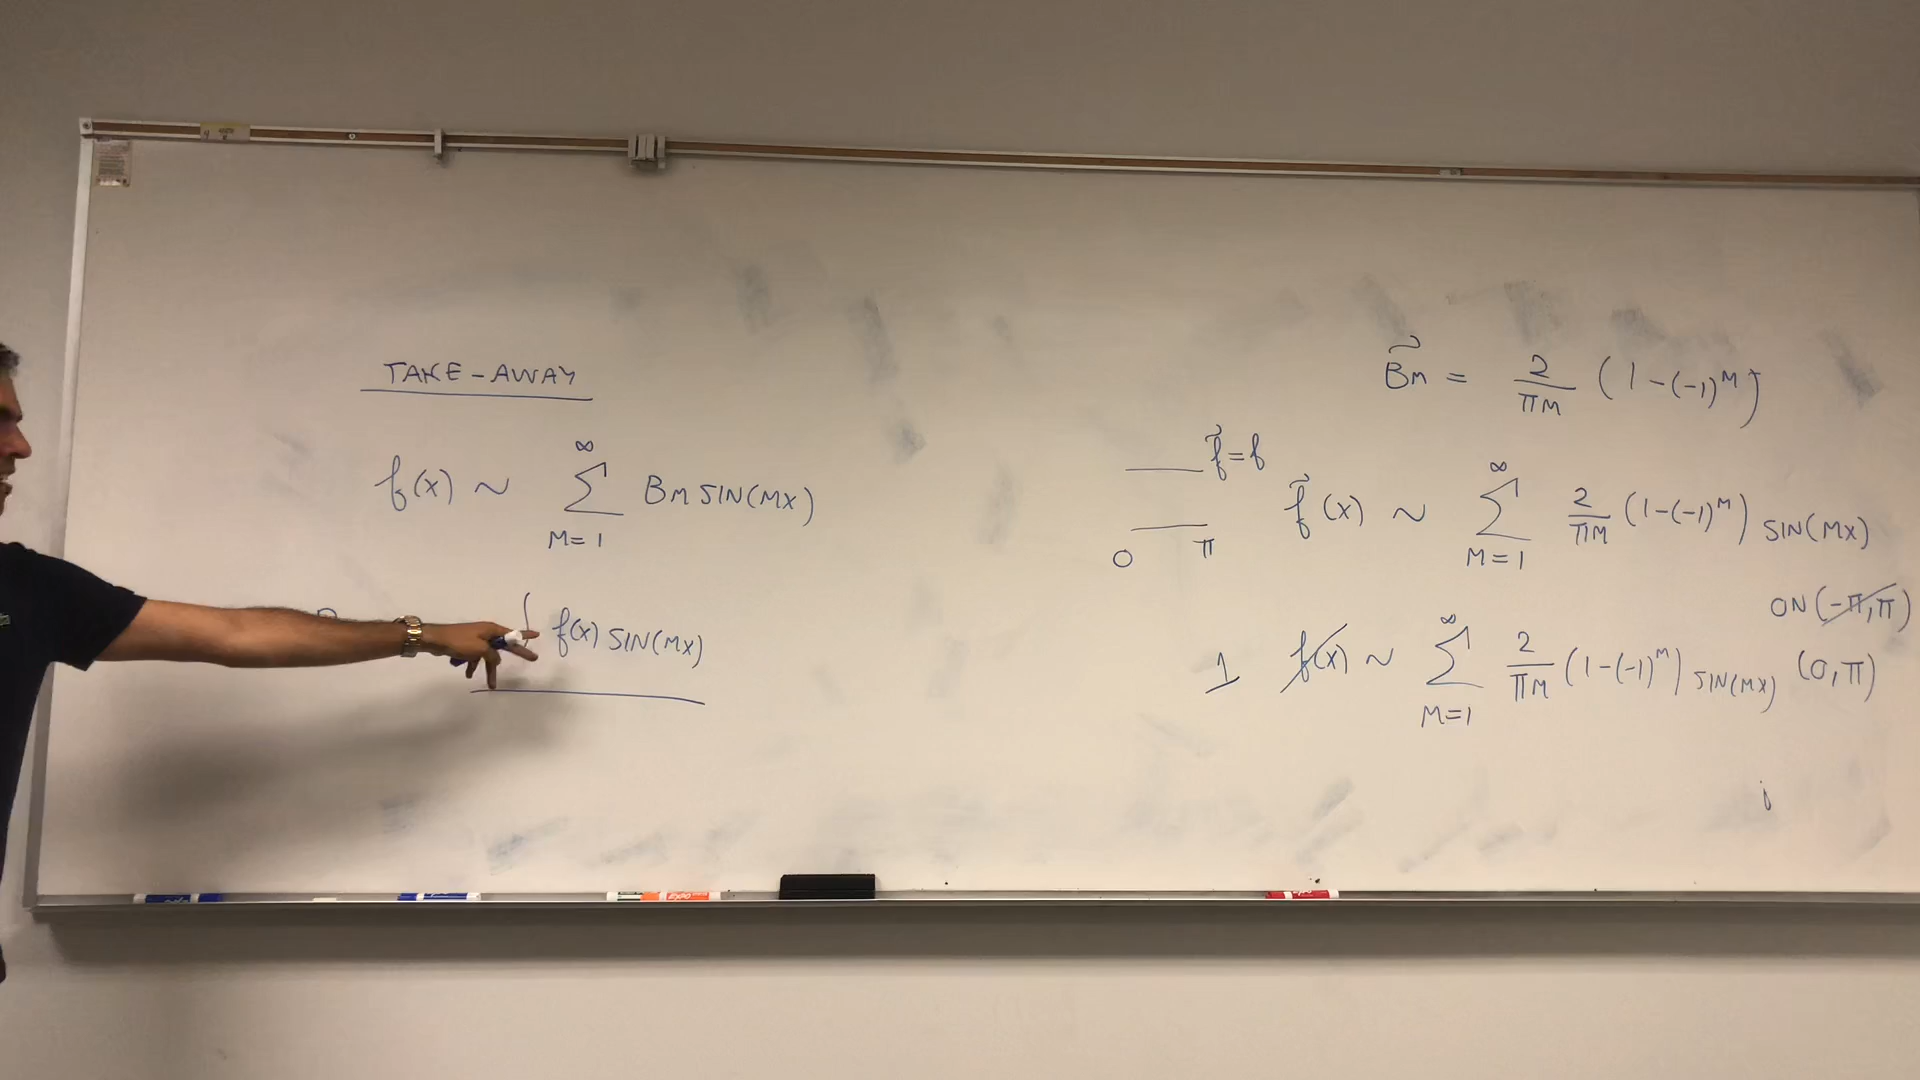 TAKE-AWAY
f(x) ~ ∞ ∑ M=1 BM SIN(MX)
∫ f(x) SIN(MX)
B̃M = 2/πM (1-(-1)^M)
f̃=f
0 π
f̃(x) ~ ∞ ∑ M=1 2/πM (1-(-1)^M) SIN(MX)
ON (-π,π)
1 f(x) ~ ∞ ∑ M=1 2/πM (1-(-1)^M) SIN(MX) (0,π)